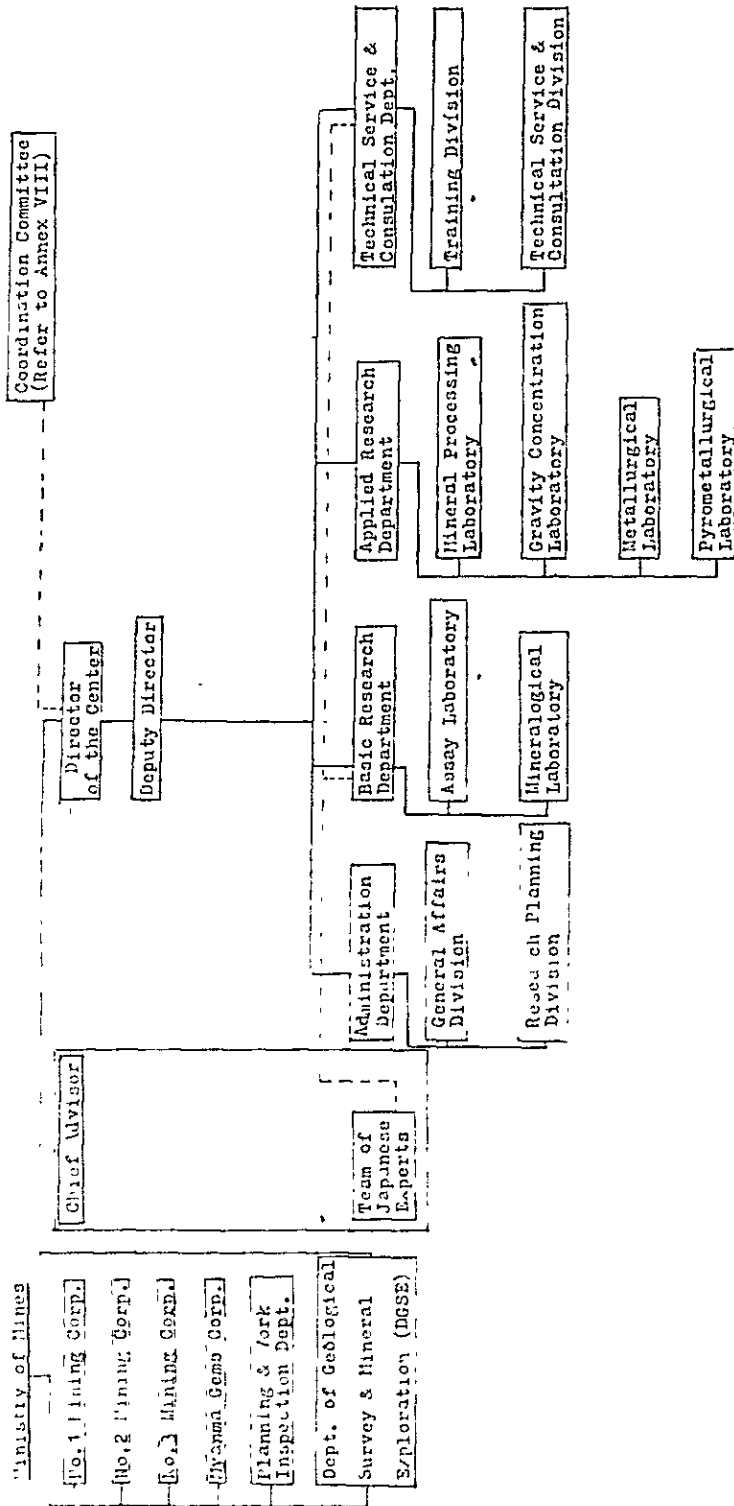 Ministry of Mines
No.1 Mining Corp.
No.2 Mining Corp.
No.3 Mining Corp.
Myanma Gems Corp.
Planning & Work
Inspection Dept.
Dept. of Geological
Survey & Mineral
Exploration (DGSE)
Chief Advisor
Team of
Japanese
Experts
Coordination Committee
(Refer to Annex VIII)
Director
of the Center
Deputy Director
Administration
Department
General Affairs
Division
Research Planning
Division
Basic Research
Department
Assay Laboratory
Mineralogical
Laboratory
Applied Research
Department
Mineral Processing
Laboratory
Gravity Concentration
Laboratory
Metallurgical
Laboratory
Pyrometallurgical
Laboratory
Technical Service &
Consulation Dept.
Training Division
Technical Service &
Consultation Division